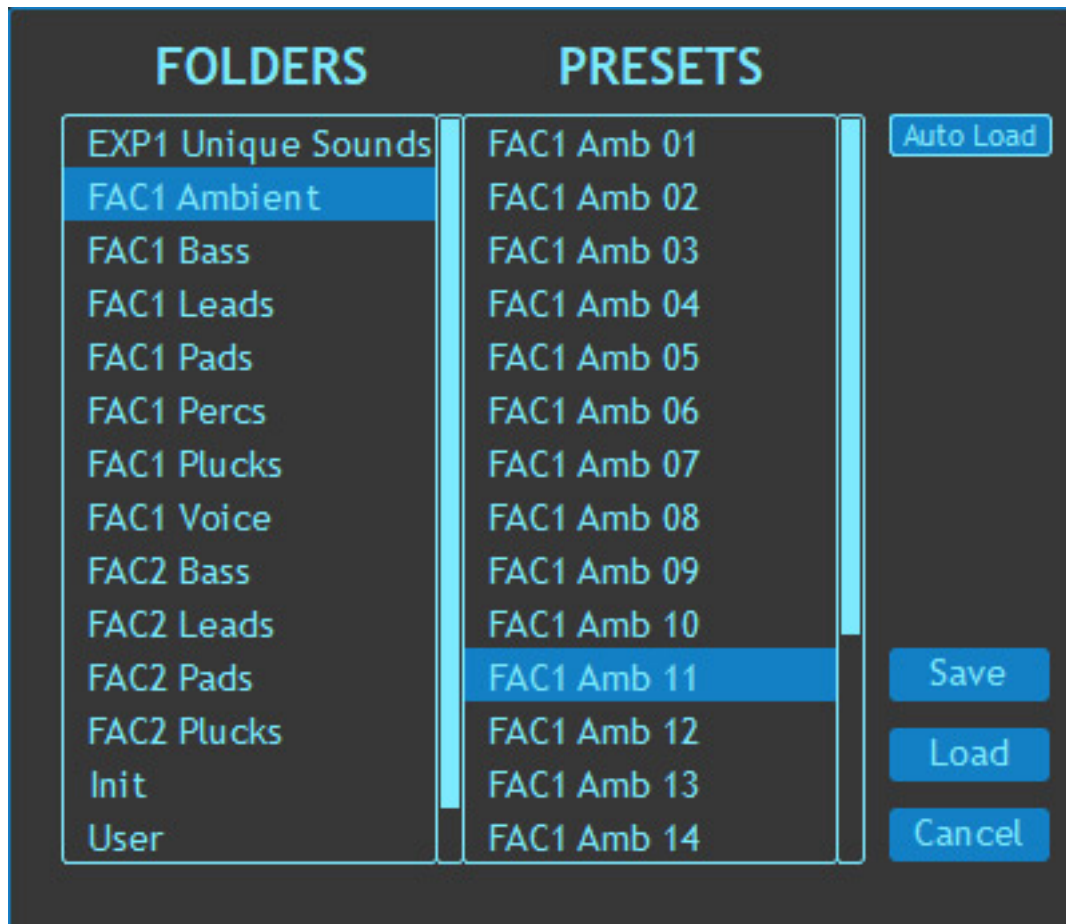 FOLDERS
EXP1 Unique Sounds
FAC1 Ambient
FAC1 Bass
FAC1 Leads
FAC1 Pads
FAC1 Percs
FAC1 Plucks
FAC1 Voice
FAC2 Bass
FAC2 Leads
FAC2 Pads
FAC2 Plucks
Init
User
PRESETS
FAC1 Amb 01
FAC1 Amb 02
FAC1 Amb 03
FAC1 Amb 04
FAC1 Amb 05
FAC1 Amb 06
FAC1 Amb 07
FAC1 Amb 08
FAC1 Amb 09
FAC1 Amb 10
FAC1 Amb 11
FAC1 Amb 12
FAC1 Amb 13
FAC1 Amb 14
Auto Load
Save
Load
Cancel